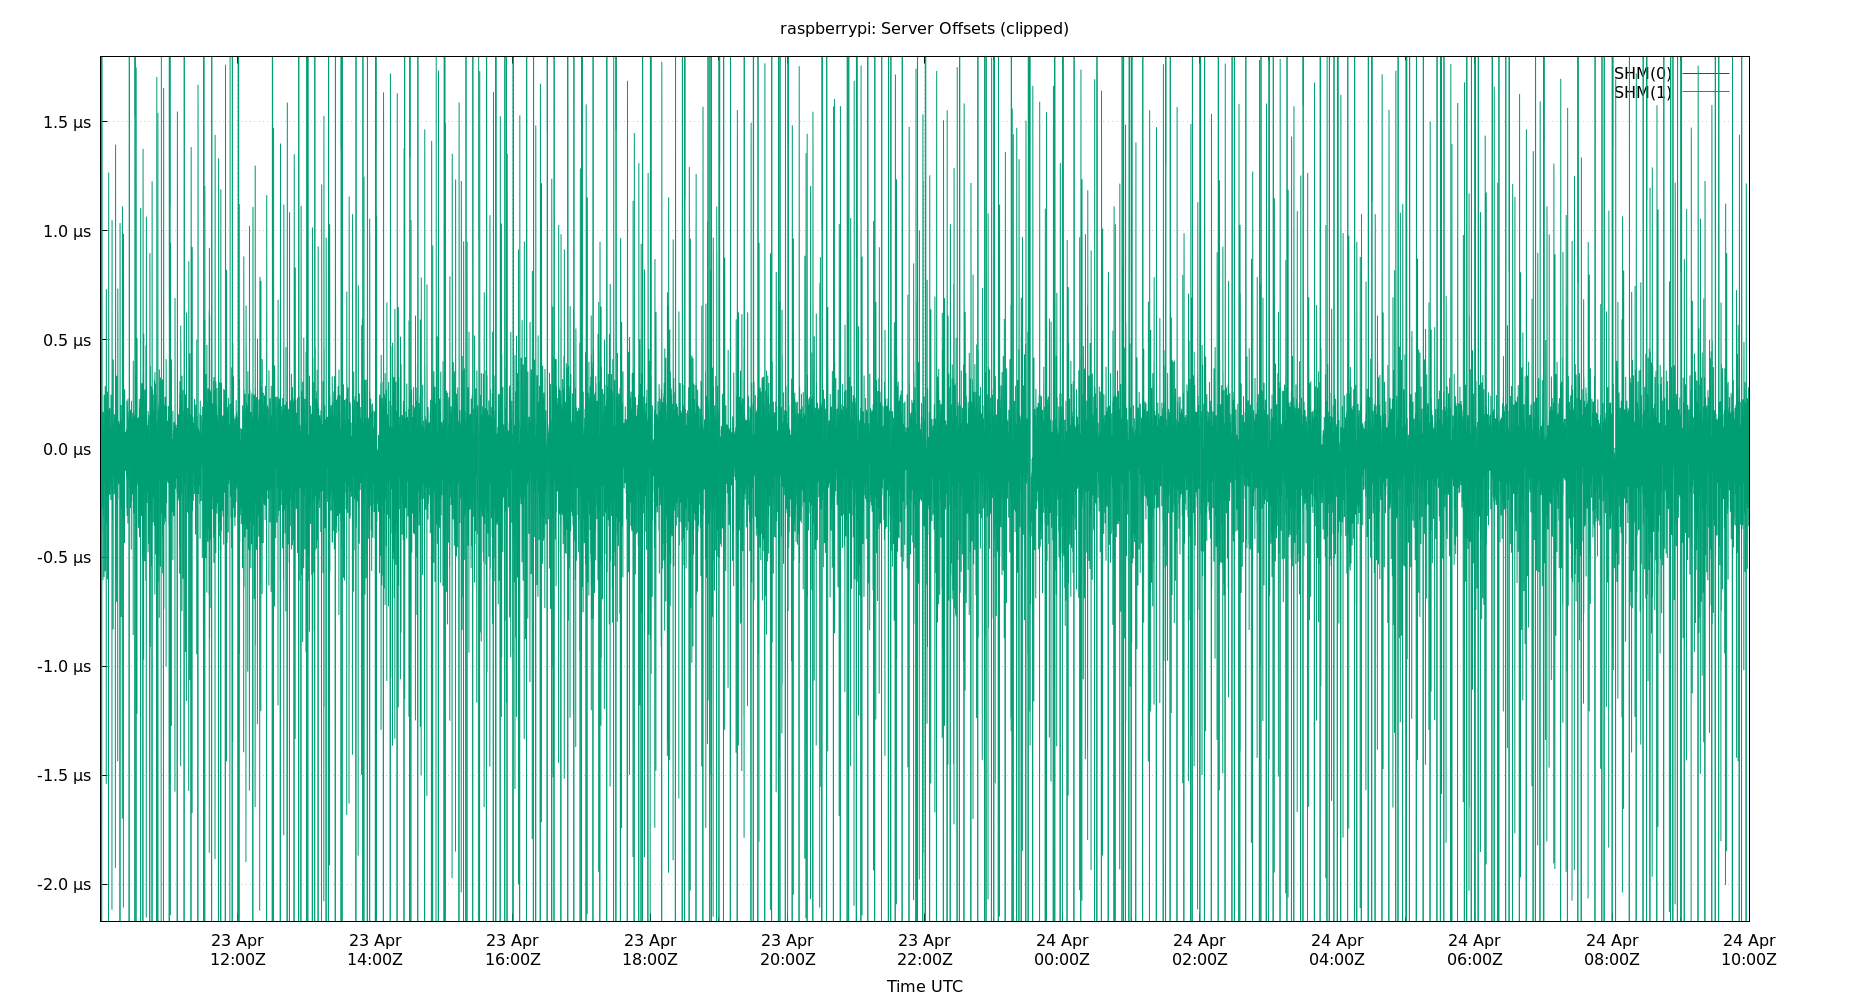 raspberrypi: Server Offsets (clipped)
SHM(0)
SHM(1)
1.5 µs
1.0 µs
0.5 µs
0.0 µs
-0.5 µs
-1.0 µs
-1.5 µs
-2.0 µs
23 Apr 23 Apr 23 Apr 23 Apr 23 Apr 23 Apr 24 Apr 24 Apr 24 Apr 24 Apr 24 Apr 24 Apr
12:00Z 14:00Z 16:00Z 18:00Z 20:00Z 22:00Z 00:00Z 02:00Z 04:00Z 06:00Z 08:00Z 10:00Z
Time UTC